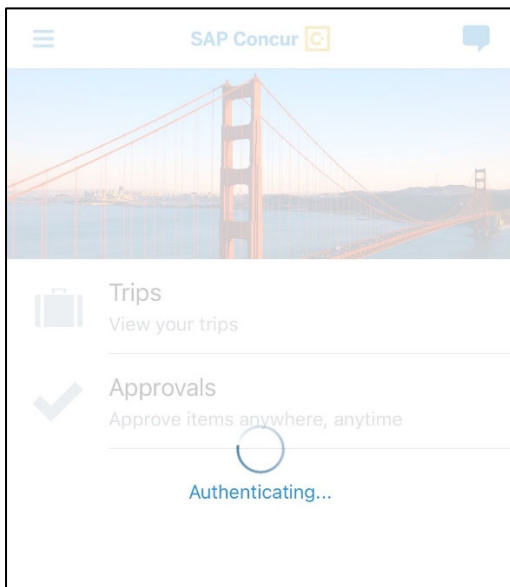 SAP Concur C
Trips
View your trips
Approvals
Approve items anywhere, anytime
Authenticating...